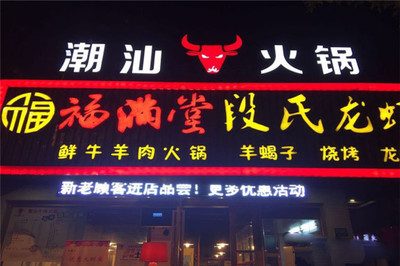 潮汕 火锅
福 福满堂 段氏龙虾
鲜牛羊肉火锅 羊蝎子 烧烤 龙
新老顾客进店品尝!更多优惠活动